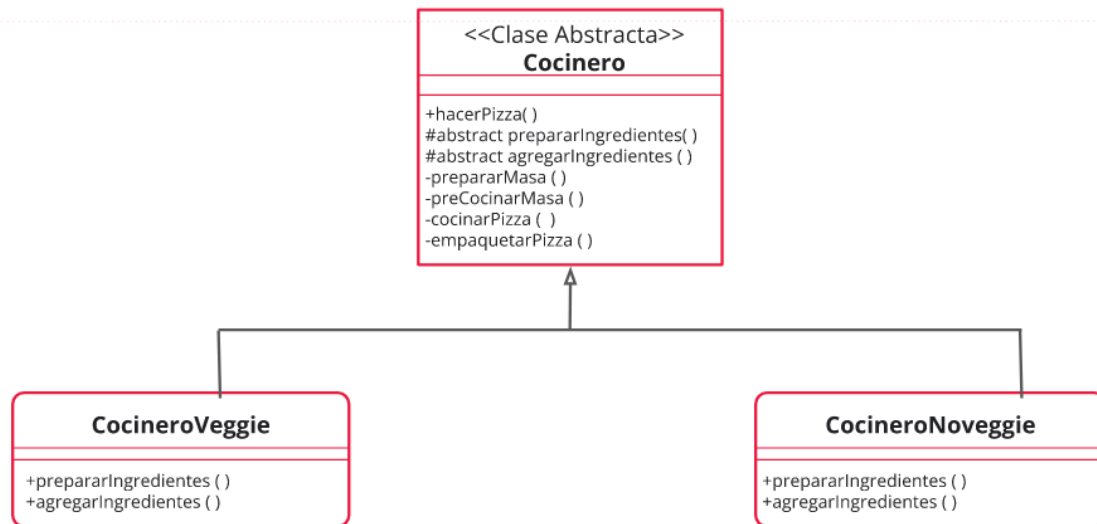 <<Clase Abstracta>>
Cocinero
+hacerPizza( )
#abstract prepararIngredientes( )
#abstract agregarIngredientes ( )
-prepararMasa ( )
-preCocinarMasa ( )
-cocinarPizza (  )
-empaquetarPizza ( )
CocineroVeggie
+prepararIngredientes ( )
+agregarIngredientes ( )
CocineroNoveggie
+prepararIngredientes ( )
+agregarIngredientes ( )